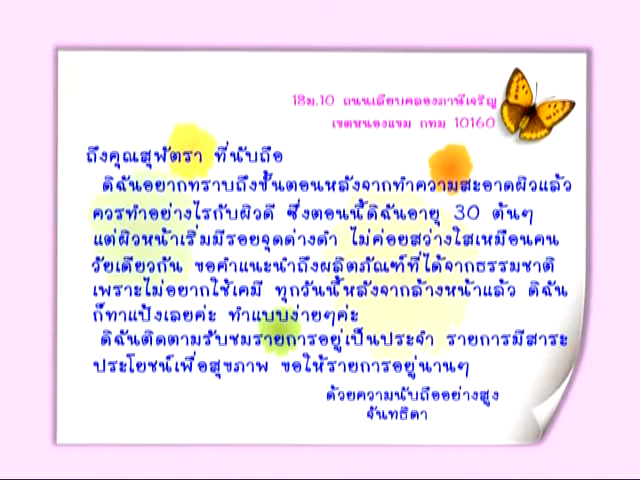 18ม.10 ถนนเลียบคลองภาษีเจริญ
เขตหนองแขม กทม 10160
ถึงคุณสุพัตรา ที่นับถือ
ดิฉันอยากทราบถึงขั้นตอนหลังจากทำความสะอาดผิวแล้ว
ควรทำอย่างไรกับผิวดี ซึ่งตอนนี้ดิฉันอายุ 30 ต้นๆ
แต่ผิวหน้าเริ่มมีรอยจุดด่างดำ ไม่ค่อยสว่างใสเหมือนคน
วัยเดียวกัน ขอคำแนะนำถึงผลิตภัณฑ์ที่ได้จากธรรมชาติ
เพราะไม่อยากใช้เคมี ทุกวันนี้หลังจากล้างหน้าแล้ว ดิฉัน
ก็ทาแป้งเลยค่ะ ทำแบบง่ายๆค่ะ
ดิฉันติดตามรับชมรายการอยู่เป็นประจำ รายการมีสาระ
ประโยชน์เพื่อสุขภาพ ขอให้รายการอยู่นานๆ
ด้วยความนับถืออย่างสูง
จันทธิดา